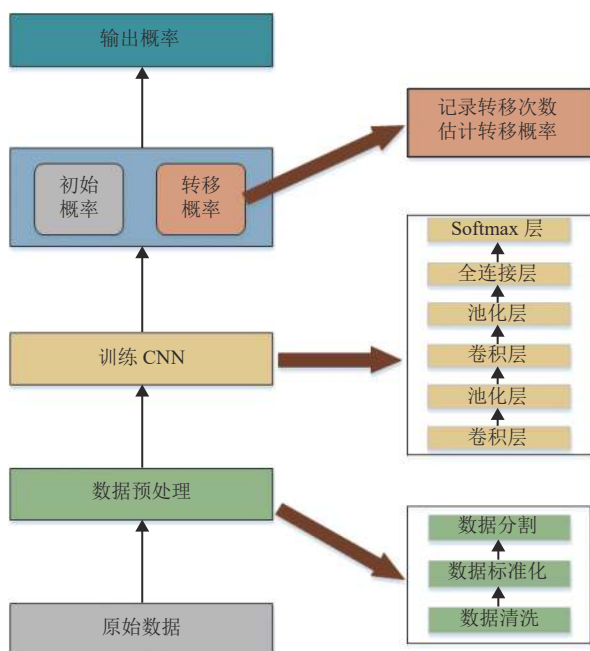 输出概率
记录转移次数
估计转移概率
初始
概率
转移
概率
Softmax 层
全连接层
池化层
卷积层
池化层
卷积层
训练 CNN
数据预处理
数据分割
数据标准化
数据清洗
原始数据